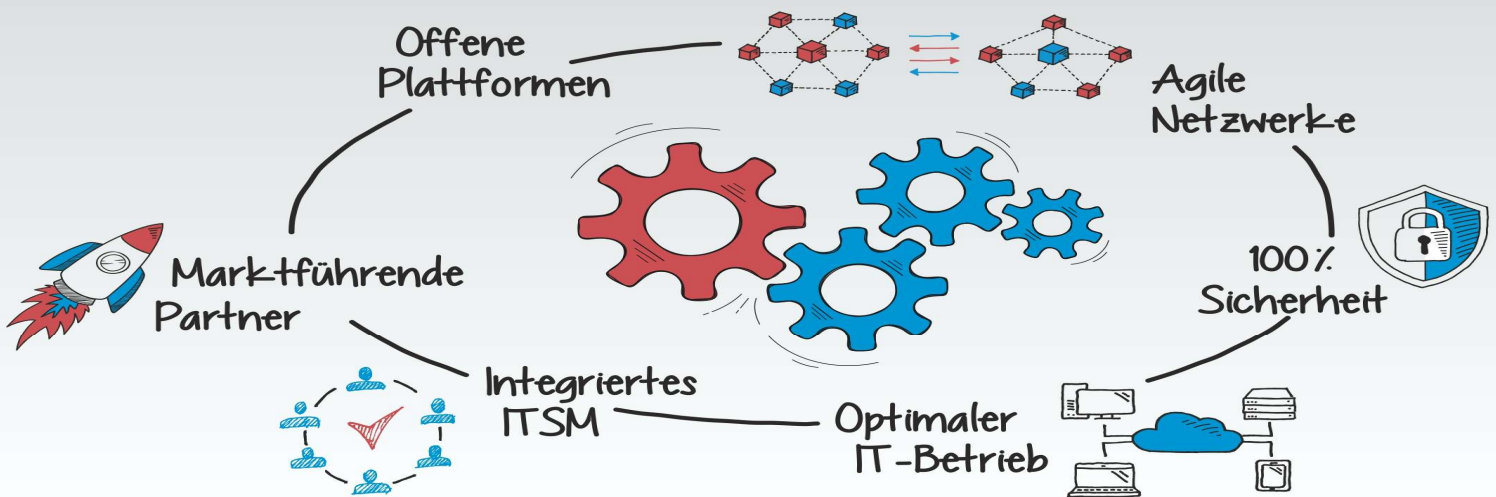 Offene
Plattformen
Agile
Netzwerke
100%
Sicherheit
Marktführende
Partner
Integriertes
ITSM
Optimaler
IT-Betrieb